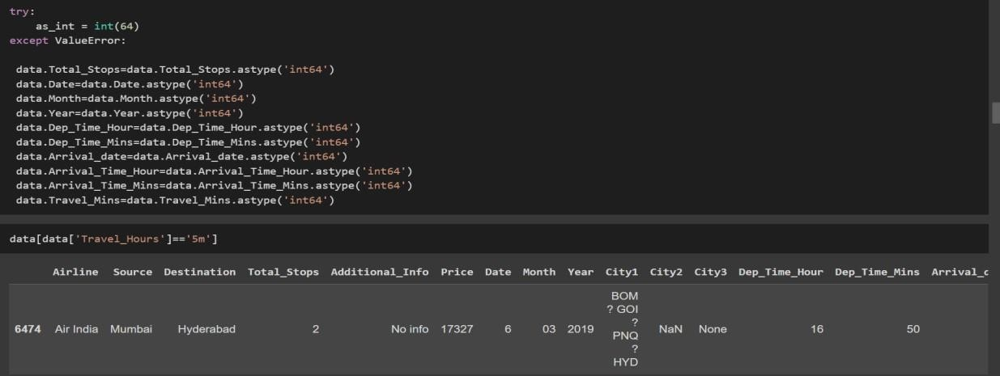 try:
    as_int = int(64)
except ValueError:
 data.Total_Stops=data.Total_Stops.astype('int64')
 data.Date=data.Date.astype('int64')
 data.Month=data.Month.astype('int64')
 data.Year=data.Year.astype('int64')
 data.Dep_Time_Hour=data.Dep_Time_Hour.astype('int64')
 data.Dep_Time_Mins=data.Dep_Time_Mins.astype('int64')
 data.Arrival_date=data.Arrival_date.astype('int64')
 data.Arrival_Time_Hour=data.Arrival_Time_Hour.astype('int64')
 data.Arrival_Time_Mins=data.Arrival_Time_Mins.astype('int64')
 data.Travel_Mins=data.Travel_Mins.astype('int64')
data[data['Travel_Hours']=='5m']
Airline Source Destination Total_Stops Additional_Info Price Date Month Year City1 City2 City3 Dep_Time_Hour Dep_Time_Mins
BOM
? GOI
?
6474 Air India Mumbai Hyderabad 2 No info 17327 6 03 2019 PNQ NaN None 16 50
?
HYD